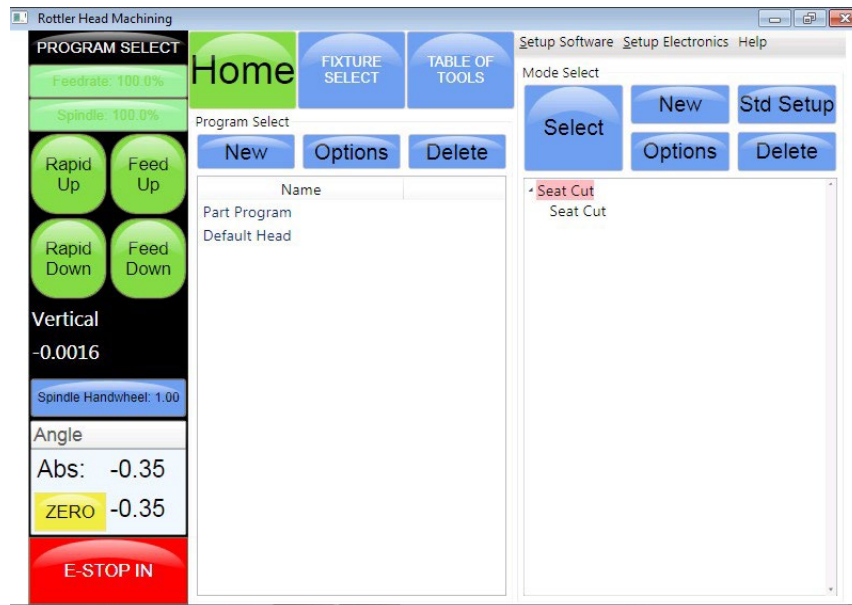 Rottler Head Machining
PROGRAM SELECT
Feedrate: 100.0%
Spindle: 100.0%
Rapid Up
Feed Up
Rapid Down
Feed Down
Vertical
-0.0016
Spindle Handwheel: 1.00
Angle
Abs: -0.35
ZERO -0.35
E-STOP IN
Home
FIXTURE SELECT
TABLE OF TOOLS
Program Select
New Options Delete
Name
Part Program
Default Head
Setup Software Setup Electronics Help
Mode Select
Select
New
Std Setup
Options
Delete
Seat Cut
Seat Cut